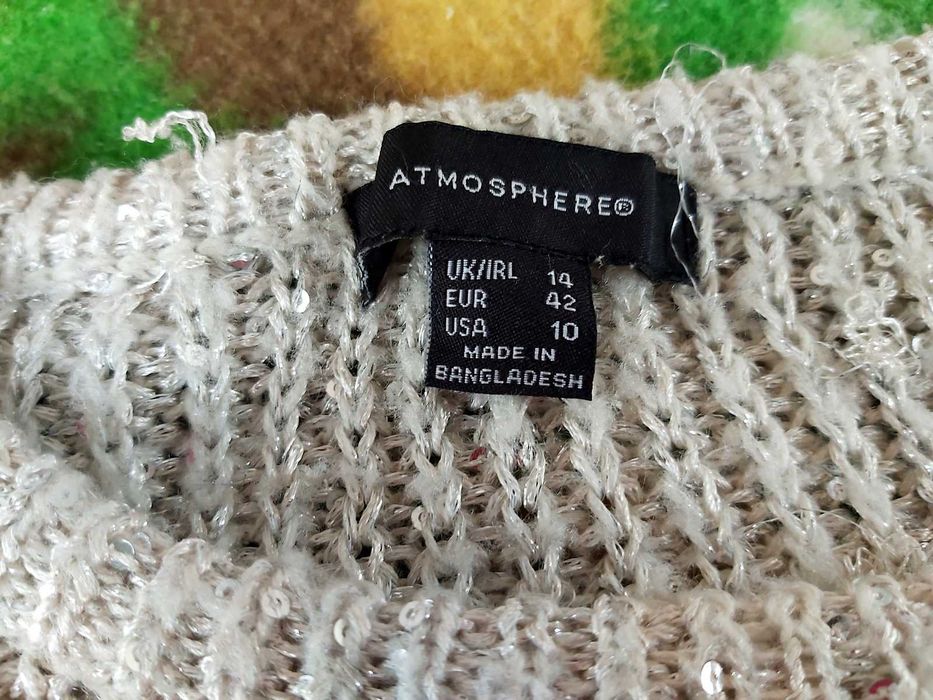 ATMOSPHERE®
UK/IRL 14
EUR 42
USA 10
MADE IN
BANGLADESH